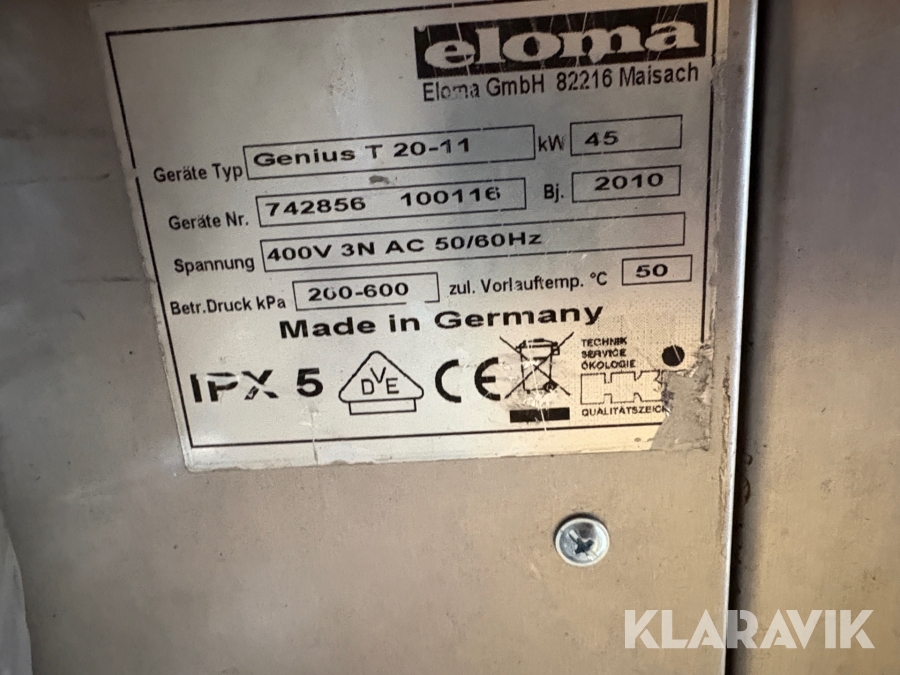 eloma
Eloma GmbH 82216 Maisach
Geräte Typ Genius T 20-11 kW 45
Geräte Nr. 742856 100116 Bj. 2010
Spannung 400V 3N AC 50/60Hz
Betr.Druck kPa 200-600 zul. Vorlauftemp. °C 50
Made in Germany
IPX 5 DVE CE
TECHNIK
SERVICE
ÖKOLOGIE
QUALITÄTSZEICH
KLARAVIK